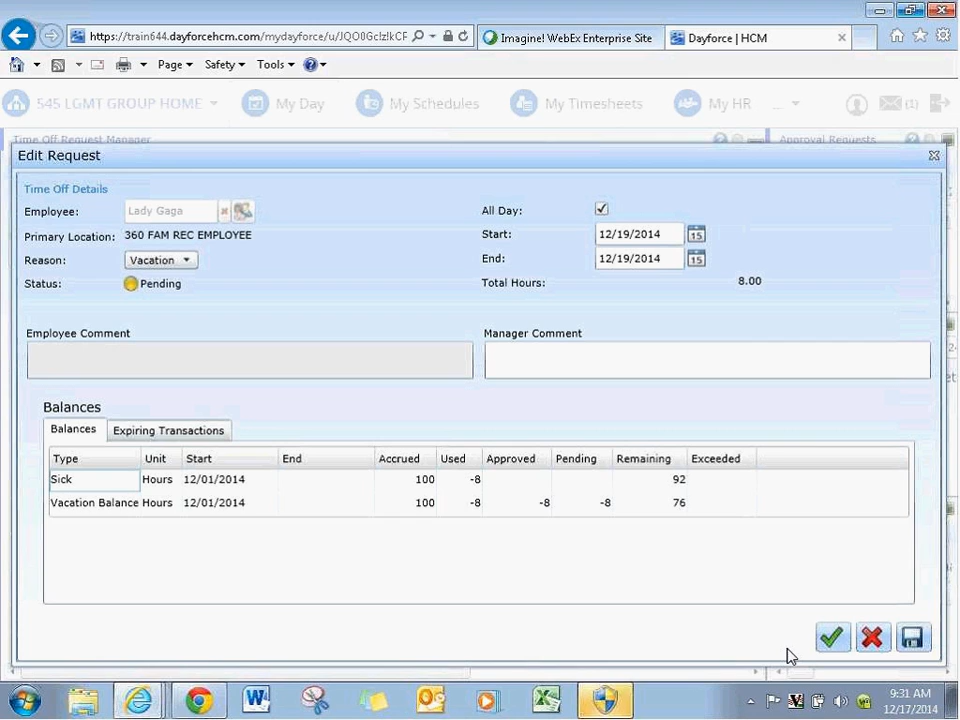 https://train644.dayforcehcm.com/mydayforce/u/JQO0GclzlkCF
Imagine! WebEx Enterprise Site
Dayforce | HCM
Page Safety Tools
545 LGMT GROUP HOME My Day My Schedules My Timesheets My HR ... (1)
Time Off Request Manager Approval Requests
Edit Request
Time Off Details
Employee: Lady Gaga All Day:
Primary Location: 360 FAM REC EMPLOYEE Start: 12/19/2014 15
Reason: Vacation End: 12/19/2014 15
Status: Pending Total Hours: 8.00
Employee Comment Manager Comment
Balances
Balances Expiring Transactions
Type Unit Start End Accrued Used Approved Pending Remaining Exceeded
Sick Hours 12/01/2014 100 -8 92
Vacation Balance Hours 12/01/2014 100 -8 -8 -8 76
9:31 AM
12/17/2014